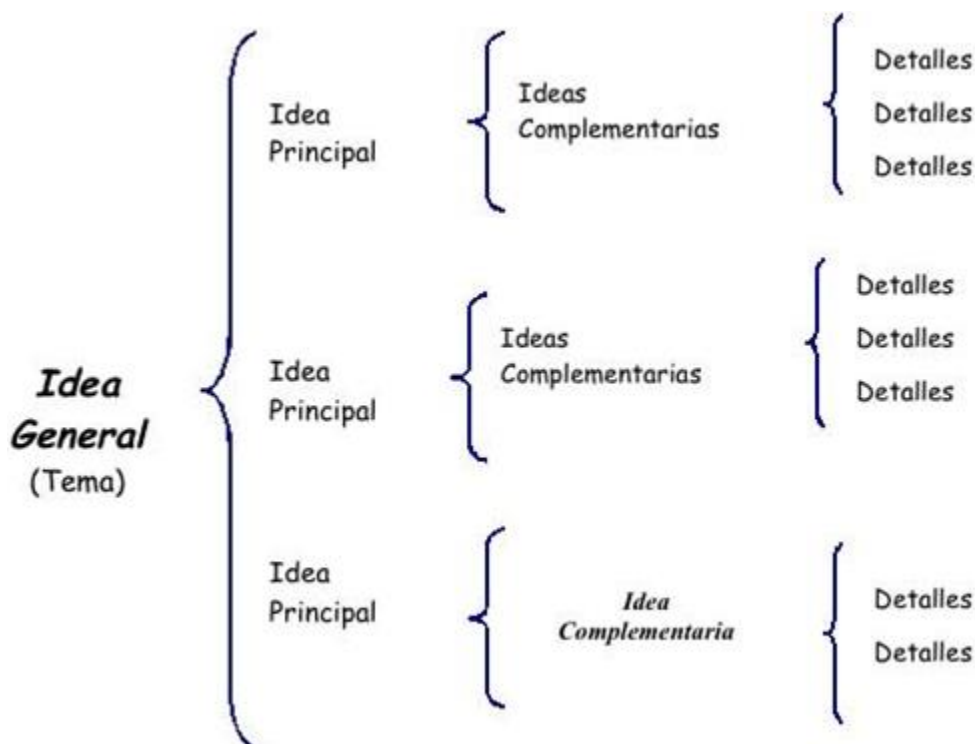 Idea
General
(Tema)
Idea
Principal
Ideas
Complementarias
Detalles
Detalles
Detalles
Idea
Principal
Ideas
Complementarias
Detalles
Detalles
Detalles
Idea
Principal
Idea
Complementaria
Detalles
Detalles